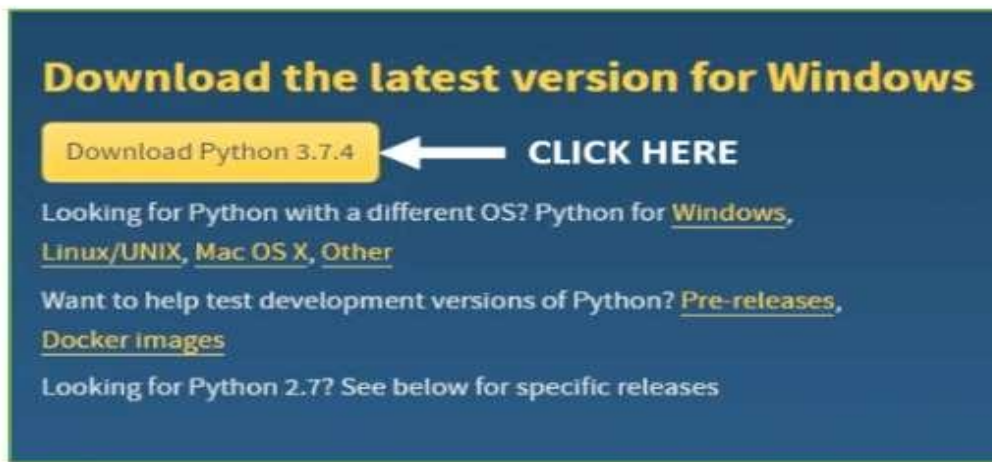 Download the latest version for Windows
Download Python 3.7.4 CLICK HERE
Looking for Python with a different OS? Python for Windows,
Linux/UNIX, Mac OS X, Other
Want to help test development versions of Python? Pre-releases,
Docker images
Looking for Python 2.7? See below for specific releases